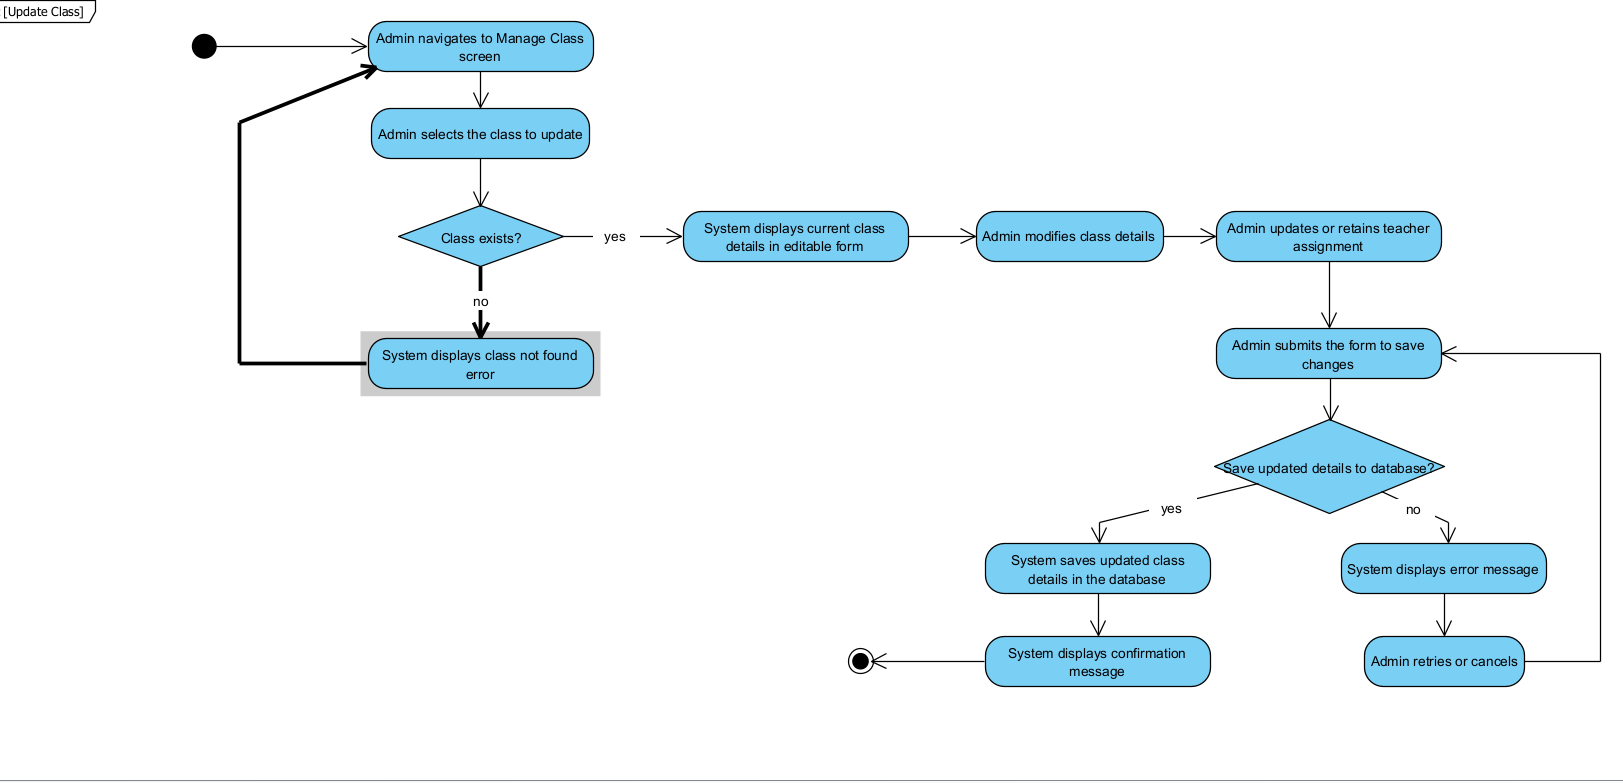 [Update Class]
Admin navigates to Manage Class
screen
Admin selects the class to update
Class exists?
yes
System displays current class
details in editable form
Admin modifies class details
Admin updates or retains teacher
assignment
no
System displays class not found
error
Admin submits the form to save
changes
Save updated details to database?
yes
no
System saves updated class
details in the database
System displays error message
System displays confirmation
message
Admin retries or cancels